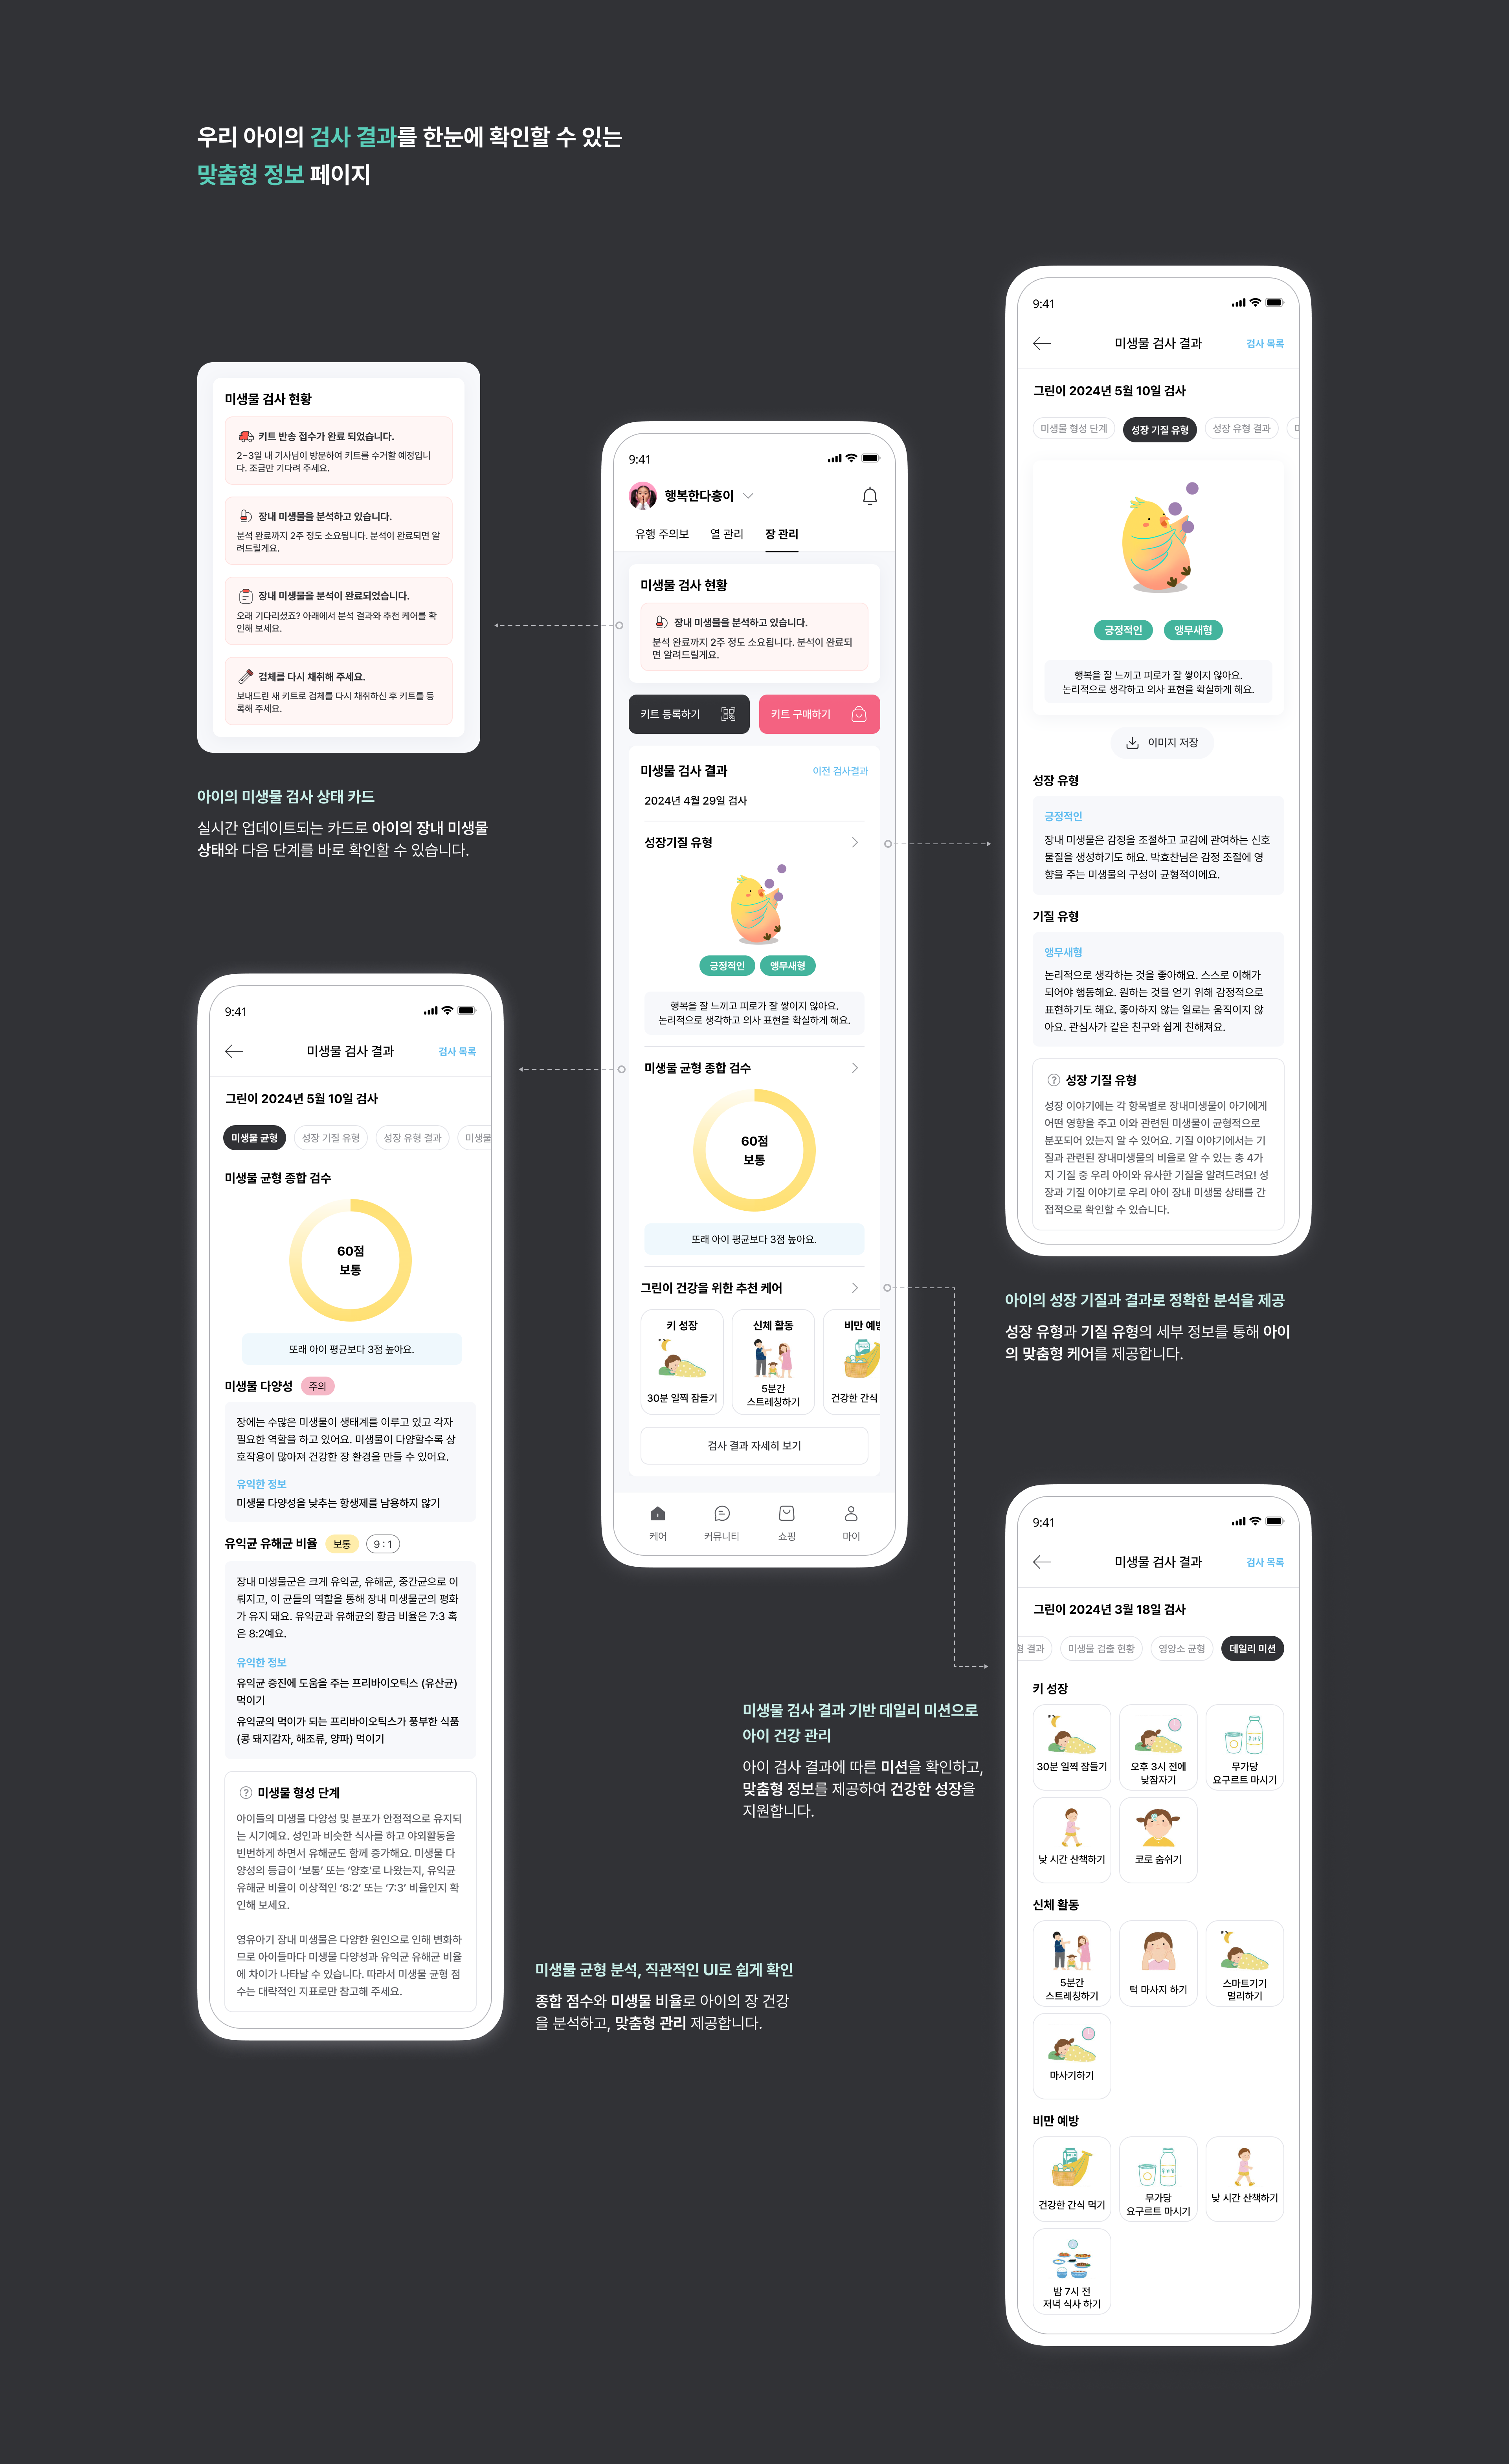 우리 아이의 검사 결과를 한눈에 확인할 수 있는
맞춤형 정보 페이지
미생물 검사 현황
키트 반송 접수가 완료 되었습니다.
2~3일 내 기사님이 방문하여 키트를 수거할 예정입니
다. 조금만 기다려 주세요.
장내 미생물을 분석하고 있습니다.
분석 완료까지 2주 정도 소요됩니다. 분석이 완료되면 알
려드릴게요.
장내 미생물을 분석이 완료되었습니다.
오래 기다리셨죠? 아래에서 분석 결과와 추천 케어를 확
인해 보세요.
검체를 다시 채취해 주세요.
보내드린 새 키트로 검체를 다시 채취하신 후 키트를 등
록해 주세요.
아이의 미생물 검사 상태 카드
실시간 업데이트되는 카드로 아이의 장내 미생물
상태와 다음 단계를 바로 확인할 수 있습니다.
9:41
행복한다홍이
유행 주의보 열 관리 장 관리
미생물 검사 현황
장내 미생물을 분석하고 있습니다.
분석 완료까지 2주 정도 소요됩니다. 분석이 완료되
면 알려드릴게요.
키트 등록하기 키트 구매하기
미생물 검사 결과 이전 검사결과
2024년 4월 29일 검사
성장기질 유형
긍정적인 앵무새형
행복을 잘 느끼고 피로가 잘 쌓이지 않아요.
논리적으로 생각하고 의사 표현을 확실하게 해요.
미생물 균형 종합 검수
60점
보통
또래 아이 평균보다 3점 높아요.
그린이 건강을 위한 추천 케어
키 성장 신체 활동 비만 예방
30분 일찍 잠들기
5분간
스트레칭하기
건강한 간식
검사 결과 자세히 보기
케어 커뮤니티 쇼핑 마이
9:41
미생물 검사 결과 검사 목록
그린이 2024년 5월 10일 검사
미생물 형성 단계 성장 기질 유형 성장 유형 결과
긍정적인 앵무새형
행복을 잘 느끼고 피로가 잘 쌓이지 않아요.
논리적으로 생각하고 의사 표현을 확실하게 해요.
이미지 저장
성장 유형
긍정적인
장내 미생물은 감정을 조절하고 교감에 관여하는 신호
물질을 생성하기도 해요. 박효찬님은 감정 조절에 영
향을 주는 미생물의 구성이 균형적이에요.
기질 유형
앵무새형
논리적으로 생각하는 것을 좋아해요. 스스로 이해가
되어야 행동해요. 원하는 것을 얻기 위해 감정적으로
표현하기도 해요. 좋아하지 않는 일로는 움직이지 않
아요. 관심사가 같은 친구와 쉽게 친해져요.
성장 기질 유형
성장 이야기에는 각 항목별로 장내미생물이 아기에게
어떤 영향을 주고 이와 관련된 미생물이 균형적으로
분포되어 있는지 알 수 있어요. 기질 이야기에서는 기
질과 관련된 장내미생물의 비율로 알 수 있는 총 4가
지 기질 중 우리 아이와 유사한 기질을 알려드려요! 성
장과 기질 이야기로 우리 아이 장내 미생물 상태를 간
접적으로 확인할 수 있습니다.
아이의 성장 기질과 결과로 정확한 분석을 제공
성장 유형과 기질 유형의 세부 정보를 통해 아이
의 맞춤형 케어를 제공합니다.
9:41
미생물 검사 결과 검사 목록
그린이 2024년 5월 10일 검사
미생물 균형 성장 기질 유형 성장 유형 결과 미생물
미생물 균형 종합 검수
60점
보통
또래 아이 평균보다 3점 높아요.
미생물 다양성 주의
장에는 수많은 미생물이 생태계를 이루고 있고 각자
필요한 역할을 하고 있어요. 미생물이 다양할수록 상
호작용이 많아져 건강한 장 환경을 만들 수 있어요.
유익한 정보
미생물 다양성을 낮추는 항생제를 남용하지 않기
유익균 유해균 비율 보통 9 : 1
장내 미생물군은 크게 유익균, 유해균, 중간균으로 이
뤄지고, 이 균들의 역할을 통해 장내 미생물군의 평화
가 유지 돼요. 유익균과 유해균의 황금 비율은 7:3 혹
은 8:2예요.
유익한 정보
유익균 증진에 도움을 주는 프리바이오틱스 (유산균)
먹이기
유익균의 먹이가 되는 프리바이오틱스가 풍부한 식품
(콩 돼지감자, 해조류, 양파) 먹이기
미생물 형성 단계
아이들의 미생물 다양성 및 분포가 안정적으로 유지되
는 시기예요. 성인과 비슷한 식사를 하고 야외활동을
빈번하게 하면서 유해균도 함께 증가해요. 미생물 다
양성의 등급이 ‘보통’ 또는 ‘양호’로 나왔는지, 유익균
유해균 비율이 이상적인 ‘8:2’ 또는 ‘7:3’ 비율인지 확
인해 보세요.
영유아기 장내 미생물은 다양한 원인으로 인해 변화하
므로 아이들마다 미생물 다양성과 유익균 유해균 비율
에 차이가 나타날 수 있습니다. 따라서 미생물 균형 점
수는 대략적인 지표로만 참고해 주세요.
미생물 균형 분석, 직관적인 UI로 쉽게 확인
종합 점수와 미생물 비율로 아이의 장 건강
을 분석하고, 맞춤형 관리 제공합니다.
미생물 검사 결과 기반 데일리 미션으로
아이 건강 관리
아이 검사 결과에 따른 미션을 확인하고,
맞춤형 정보를 제공하여 건강한 성장을
지원합니다.
9:41
미생물 검사 결과 검사 목록
그린이 2024년 3월 18일 검사
형 결과 미생물 검출 현황 영양소 균형 데일리 미션
키 성장
30분 일찍 잠들기
오후 3시 전에
낮잠자기
무가당
요구르트 마시기
낮 시간 산책하기
코로 숨쉬기
신체 활동
5분간
스트레칭하기
턱 마사지 하기
스마트기기
멀리하기
마사기하기
비만 예방
건강한 간식 먹기
무가당
요구르트 마시기
낮 시간 산책하기
밤 7시 전
저녁 식사 하기